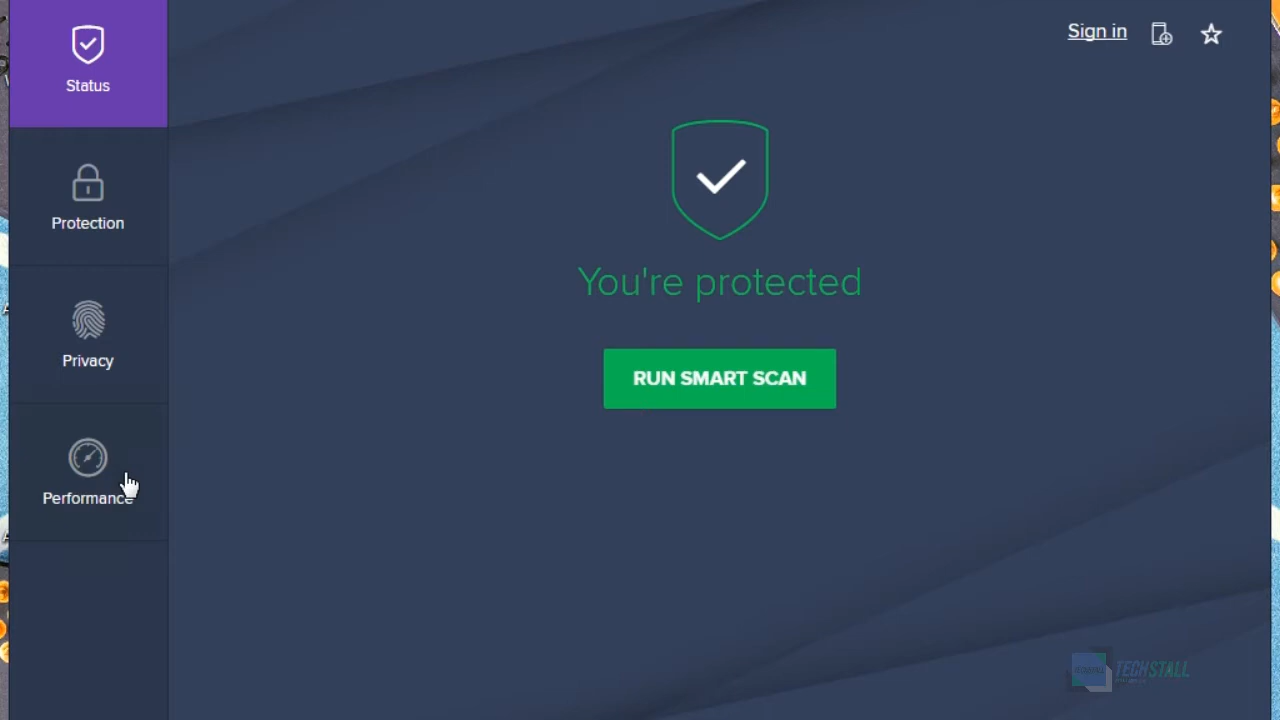 Status
Sign in
Protection
You're protected
Privacy
RUN SMART SCAN
Performance
TECHSTALL